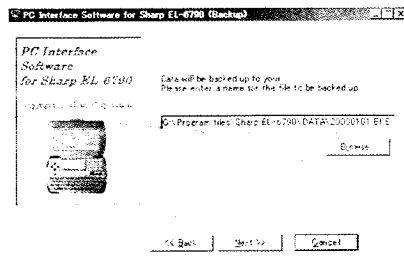 PC Interface Software for Sharp EL-6790 (Backup)
PC Interface
Software
for Sharp EL 6790
Data will be backed up to your
Please enter a name for the file to be backed up
C:\Program files\Sharp EL-6790\DATA\20000101.EFE
Browse
<< Back
Next >>
Cancel